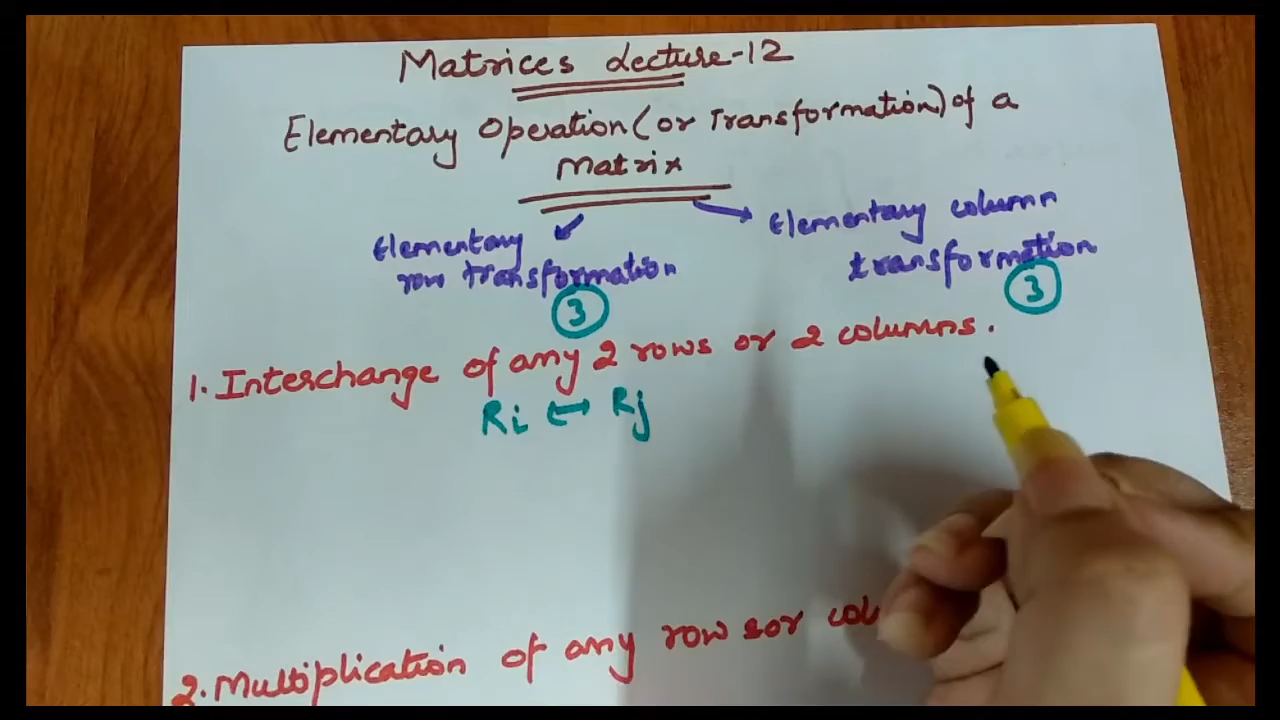 Matrices Lecture-12
Elementary Operation (or Transformation) of a
Matrix
Elementary
row transformation
3
Elementary column
transformation
3
1. Interchange of any 2 rows or 2 columns.
Ri ↔ Rj
2. Multiplication of any rows or